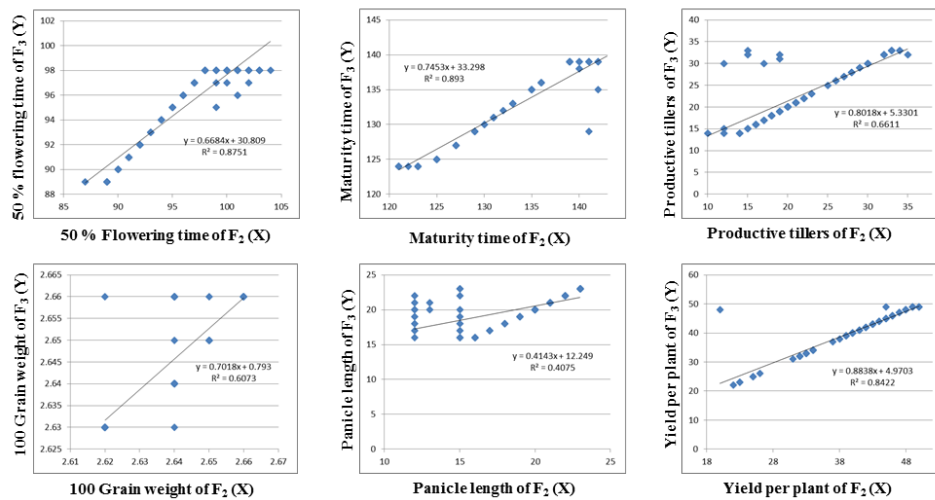 50 % flowering time of F3 (Y)
102
100
98
96
94
92
90
88
y = 0.6684x + 30.809
R² = 0.8751
85 90 95 100 105
50 % Flowering time of F2 (X)
Maturity time of F3 (Y)
145
140
135
130
125
120
y = 0.7453x + 33.298
R² = 0.893
120 125 130 135 140
Maturity time of F2 (X)
Productive tillers of F3 (Y)
40
35
30
25
20
15
10
5
0
y = 0.8018x + 5.3301
R² = 0.6611
10 15 20 25 30 35
Productive tillers of F2 (X)
100 Grain weight of F3 (Y)
2.665
2.66
2.655
2.65
2.645
2.64
2.635
2.63
2.625
y = 0.7018x + 0.793
R² = 0.6073
2.61 2.62 2.63 2.64 2.65 2.66 2.67
100 Grain weight of F2 (X)
Panicle length of F3 (Y)
25
20
15
10
5
0
y = 0.4143x + 12.249
R² = 0.4075
10 15 20 25
Panicle length of F2 (X)
Yield per plant of F3 (Y)
60
50
40
30
20
10
0
y = 0.8838x + 4.9703
R² = 0.8422
18 28 38 48
Yield per plant of F2 (X)